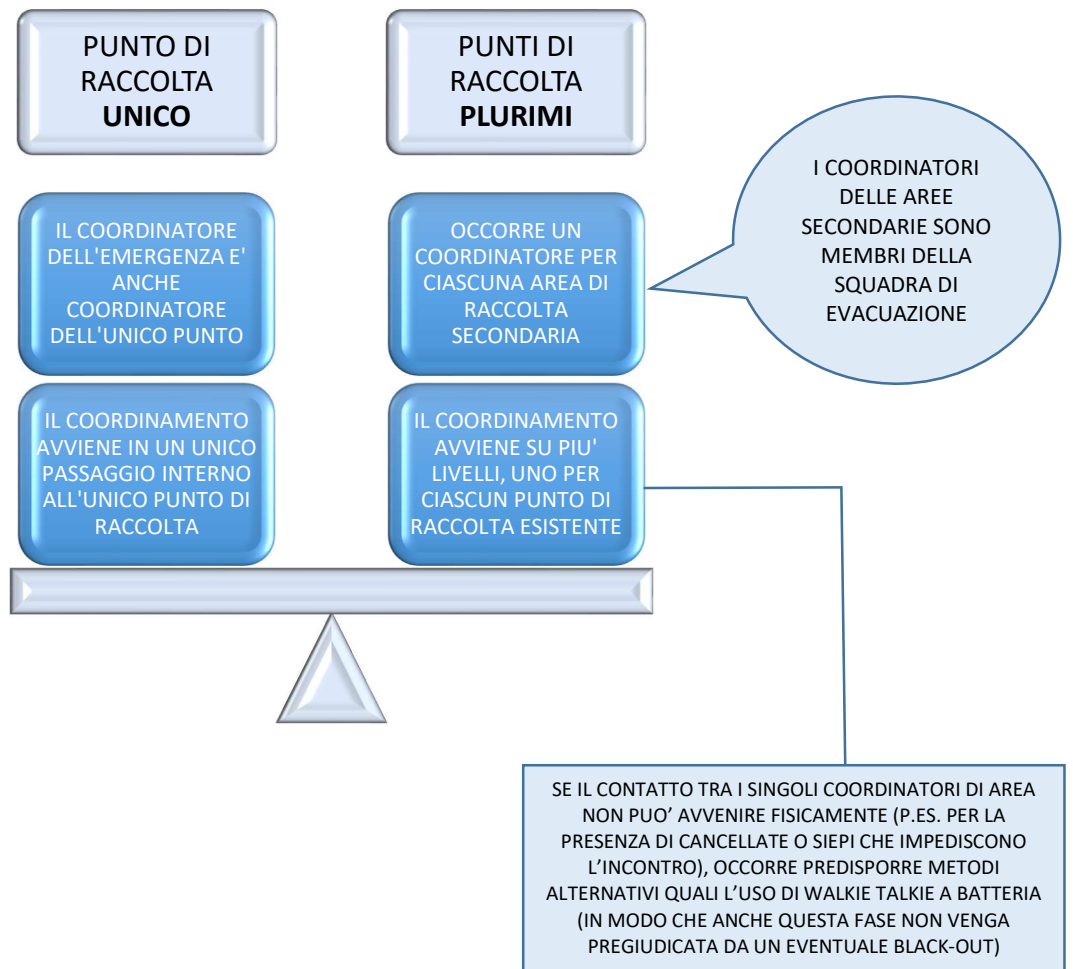 PUNTO DI
RACCOLTA
UNICO
PUNTI DI
RACCOLTA
PLURIMI
IL COORDINATORE
DELL'EMERGENZA E'
ANCHE
COORDINATORE
DELL'UNICO PUNTO
OCCORRE UN
COORDINATORE PER
CIASCUNA AREA DI
RACCOLTA
SECONDARIA
I COORDINATORI
DELLE AREE
SECONDARIE SONO
MEMBRI DELLA
SQUADRA DI
EVACUAZIONE
IL COORDINAMENTO
AVVIENE IN UN UNICO
PASSAGGIO INTERNO
ALL'UNICO PUNTO DI
RACCOLTA
IL COORDINAMENTO
AVVIENE SU PIU'
LIVELLI, UNO PER
CIASCUN PUNTO DI
RACCOLTA ESISTENTE
SE IL CONTATTO TRA I SINGOLI COORDINATORI DI AREA
NON PUO’ AVVENIRE FISICAMENTE (P.ES. PER LA
PRESENZA DI CANCELLATE O SIEPI CHE IMPEDISCONO
L’INCONTRO), OCCORRE PREDISPORRE METODI
ALTERNATIVI QUALI L’USO DI WALKIE TALKIE A BATTERIA
(IN MODO CHE ANCHE QUESTA FASE NON VENGA
PREGIUDICATA DA UN EVENTUALE BLACK-OUT)